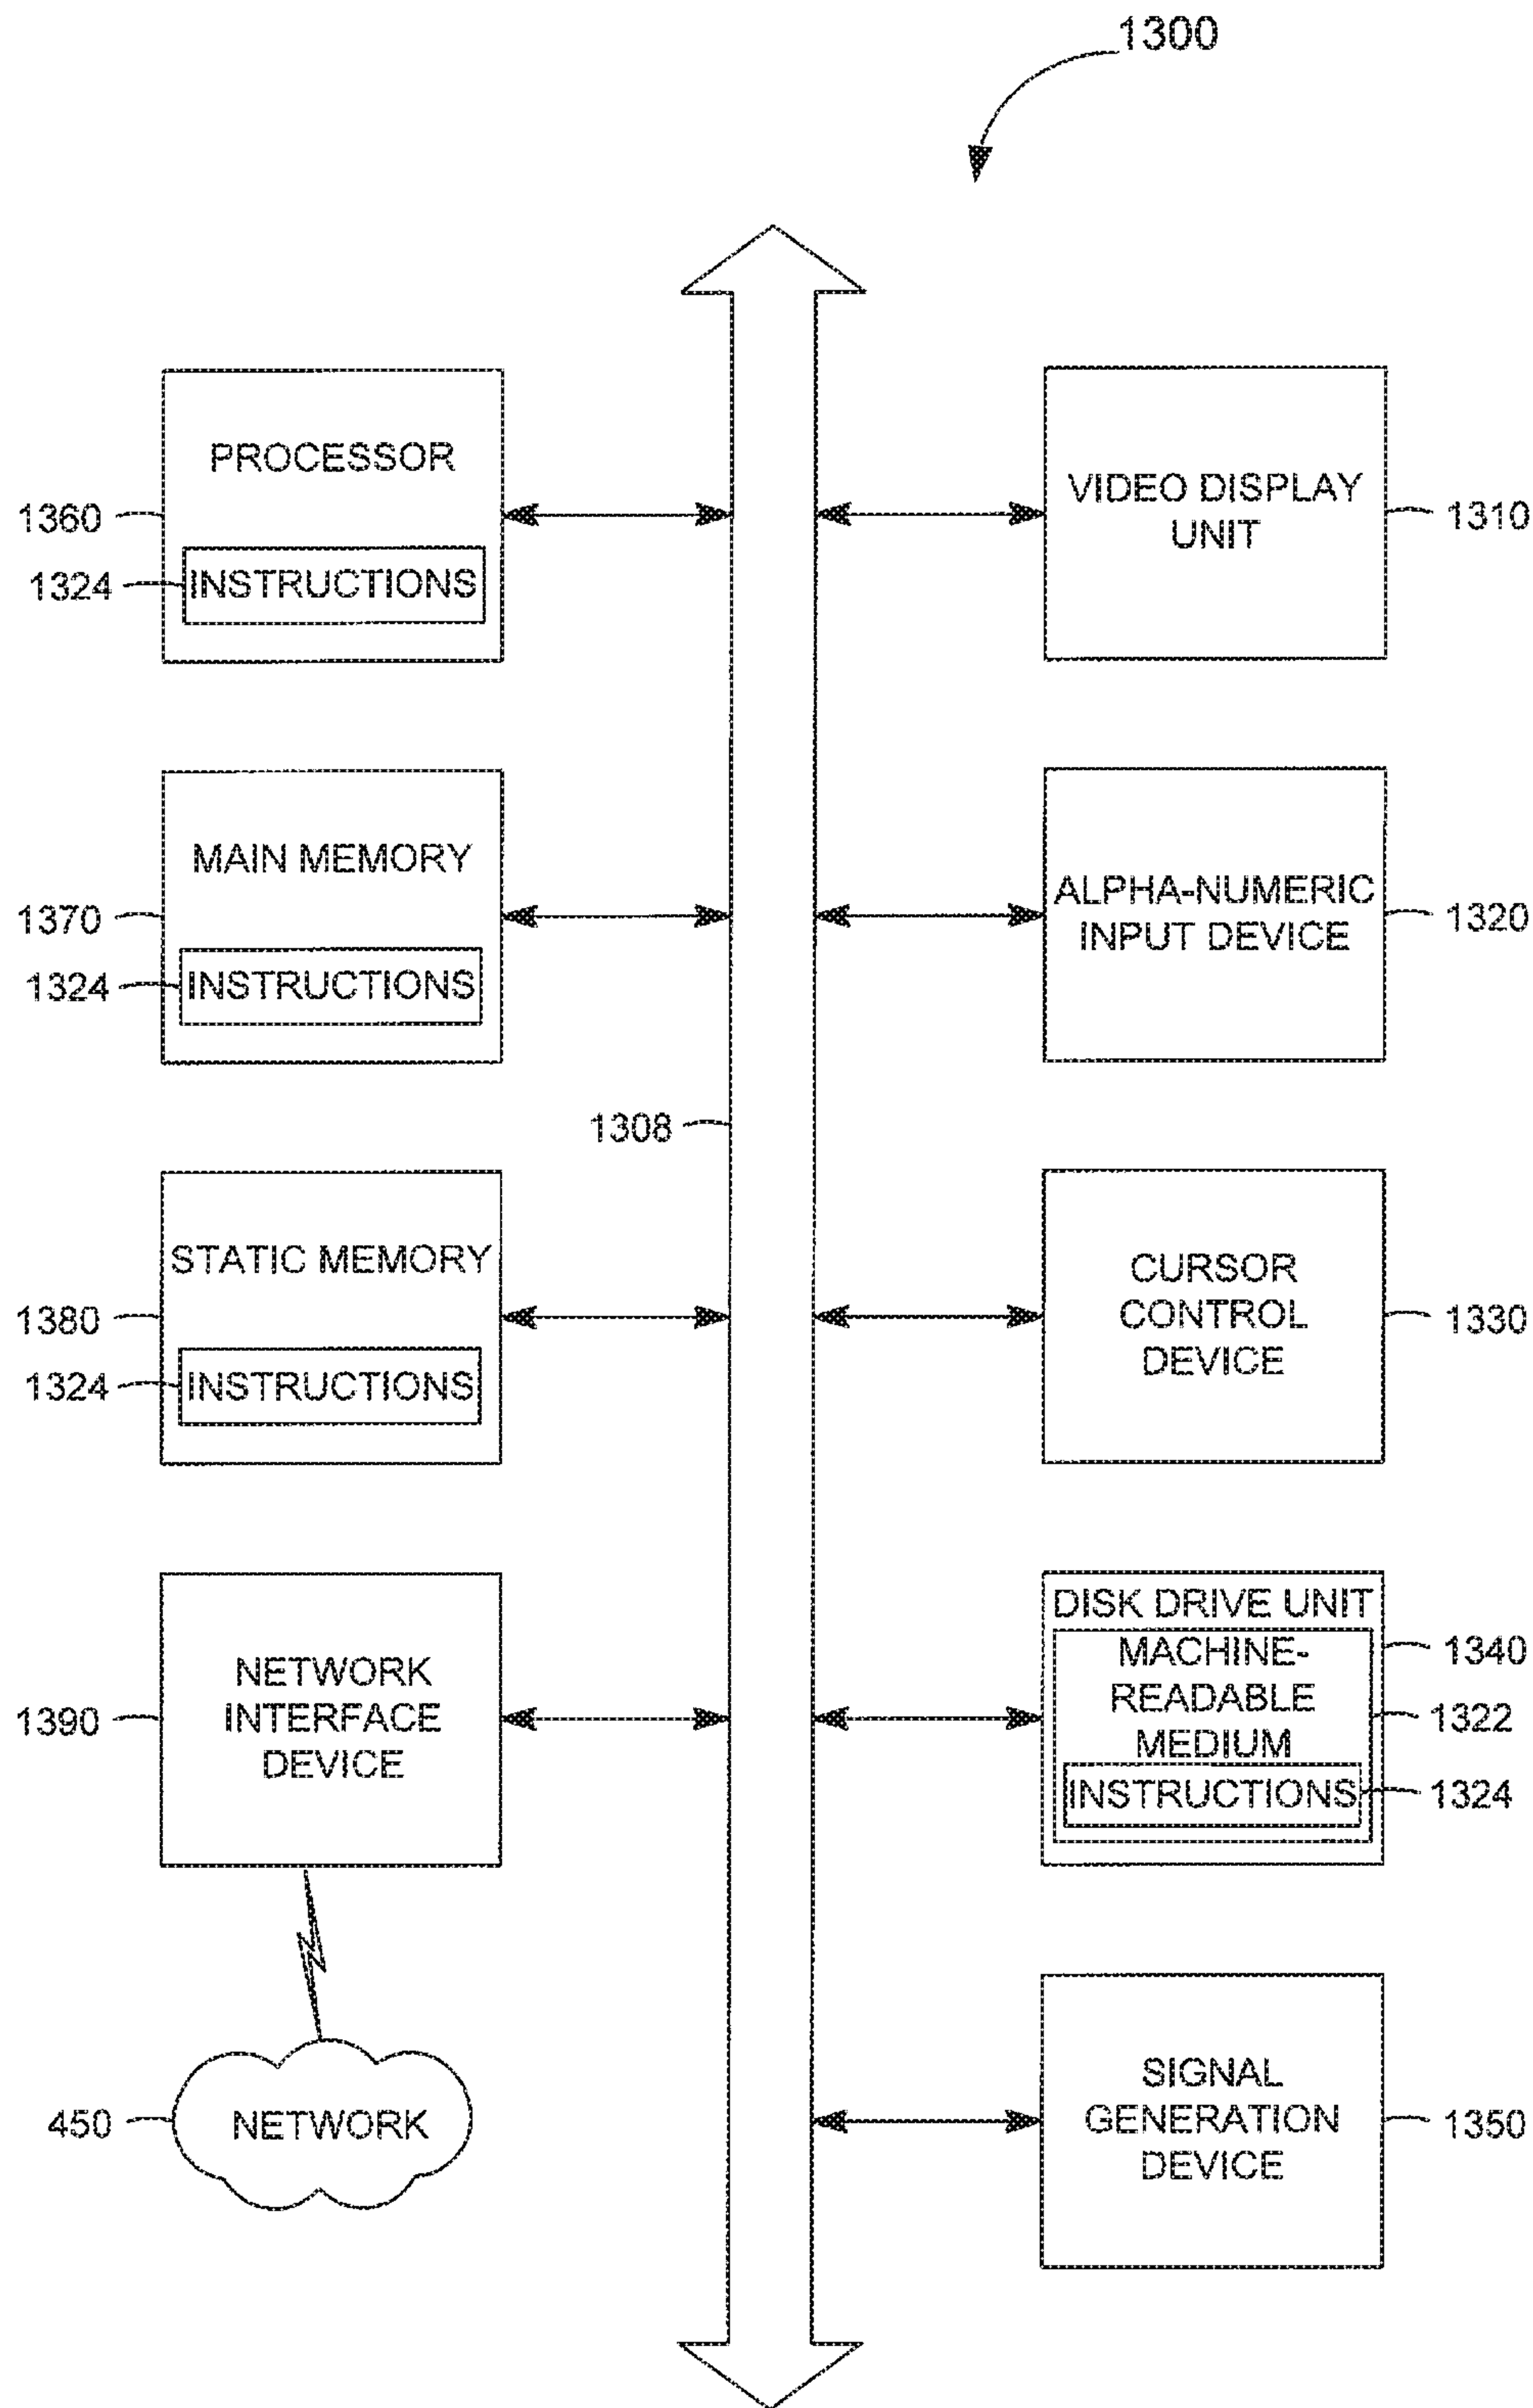 1300
PROCESSOR
1360
1324
INSTRUCTIONS
VIDEO DISPLAY
UNIT
1310
MAIN MEMORY
1370
1324
INSTRUCTIONS
ALPHA-NUMERIC
INPUT DEVICE
1320
1308
STATIC MEMORY
1380
1324
INSTRUCTIONS
CURSOR
CONTROL
DEVICE
1330
NETWORK
INTERFACE
DEVICE
1390
DISK DRIVE UNIT
1340
MACHINE-
READABLE
MEDIUM
1322
INSTRUCTIONS
1324
450
NETWORK
SIGNAL
GENERATION
DEVICE
1350